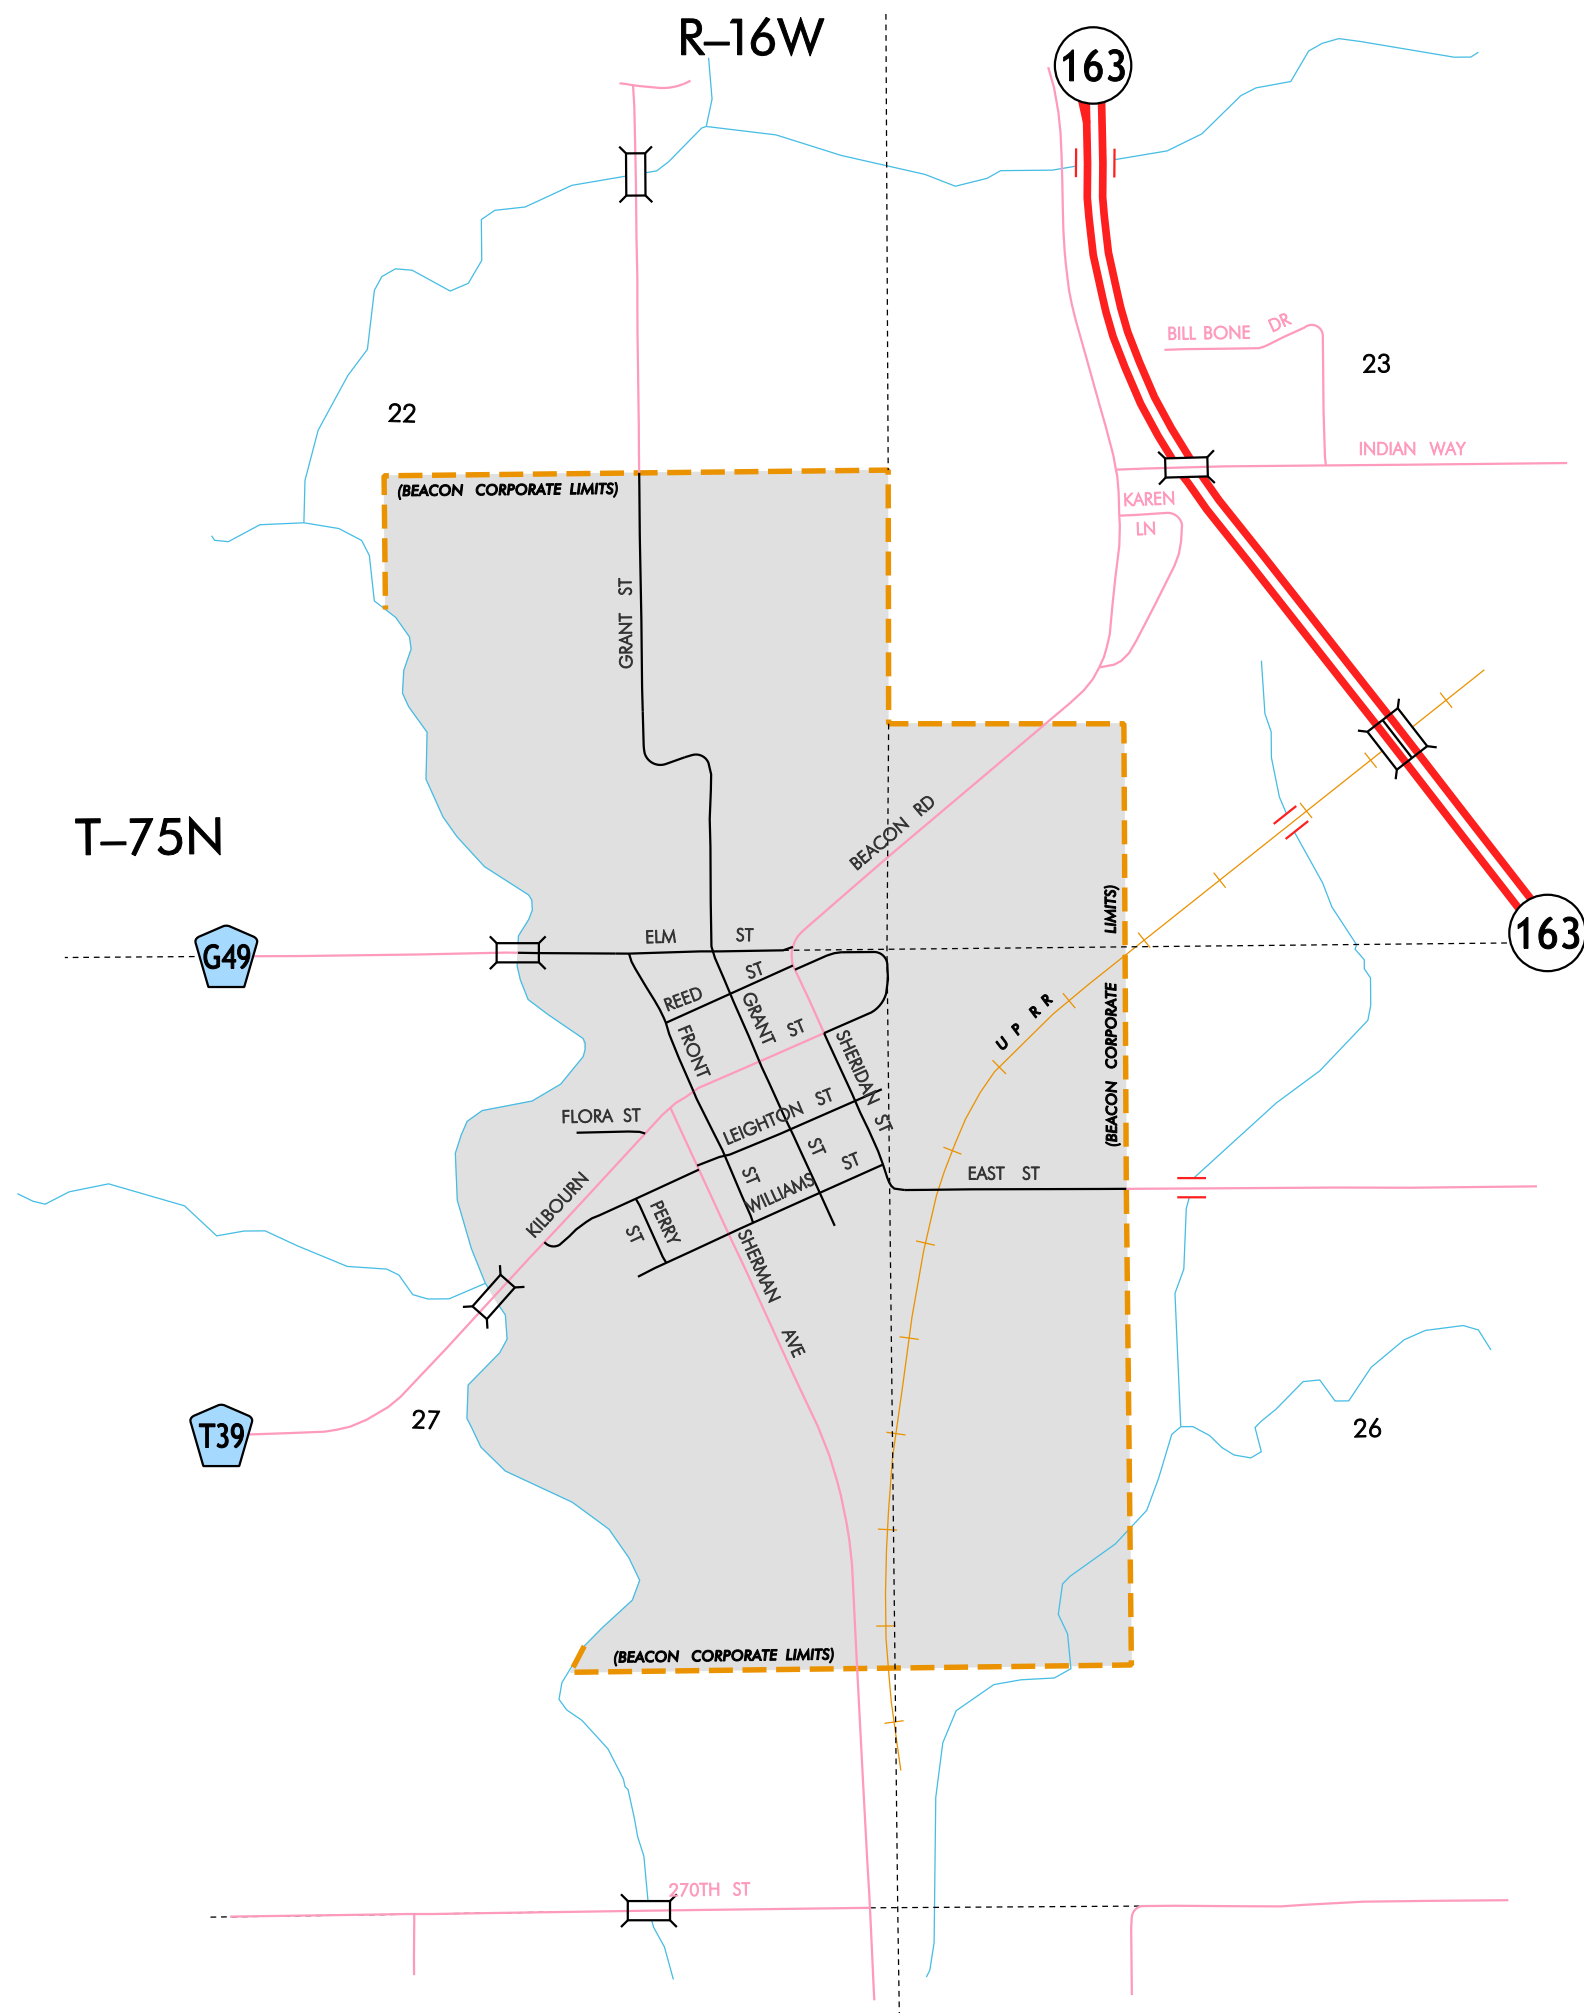 R–16W
163
BILL BONE DR
23
22
INDIAN WAY
(BEACON CORPORATE LIMITS)
KAREN
LN
GRANT ST
T–75N
BEACON RD
(BEACON CORPORATE LIMITS)
163
ELM ST
G49
REED ST
GRANT ST
UP RR
FRONT ST
ST
SHERIDAN ST
FLORA ST
LEIGHTON ST
EAST ST
WILLIAMS ST
KILBOURN
PERRY ST
SHERMAN AVE
T39
27
26
(BEACON CORPORATE LIMITS)
270TH ST